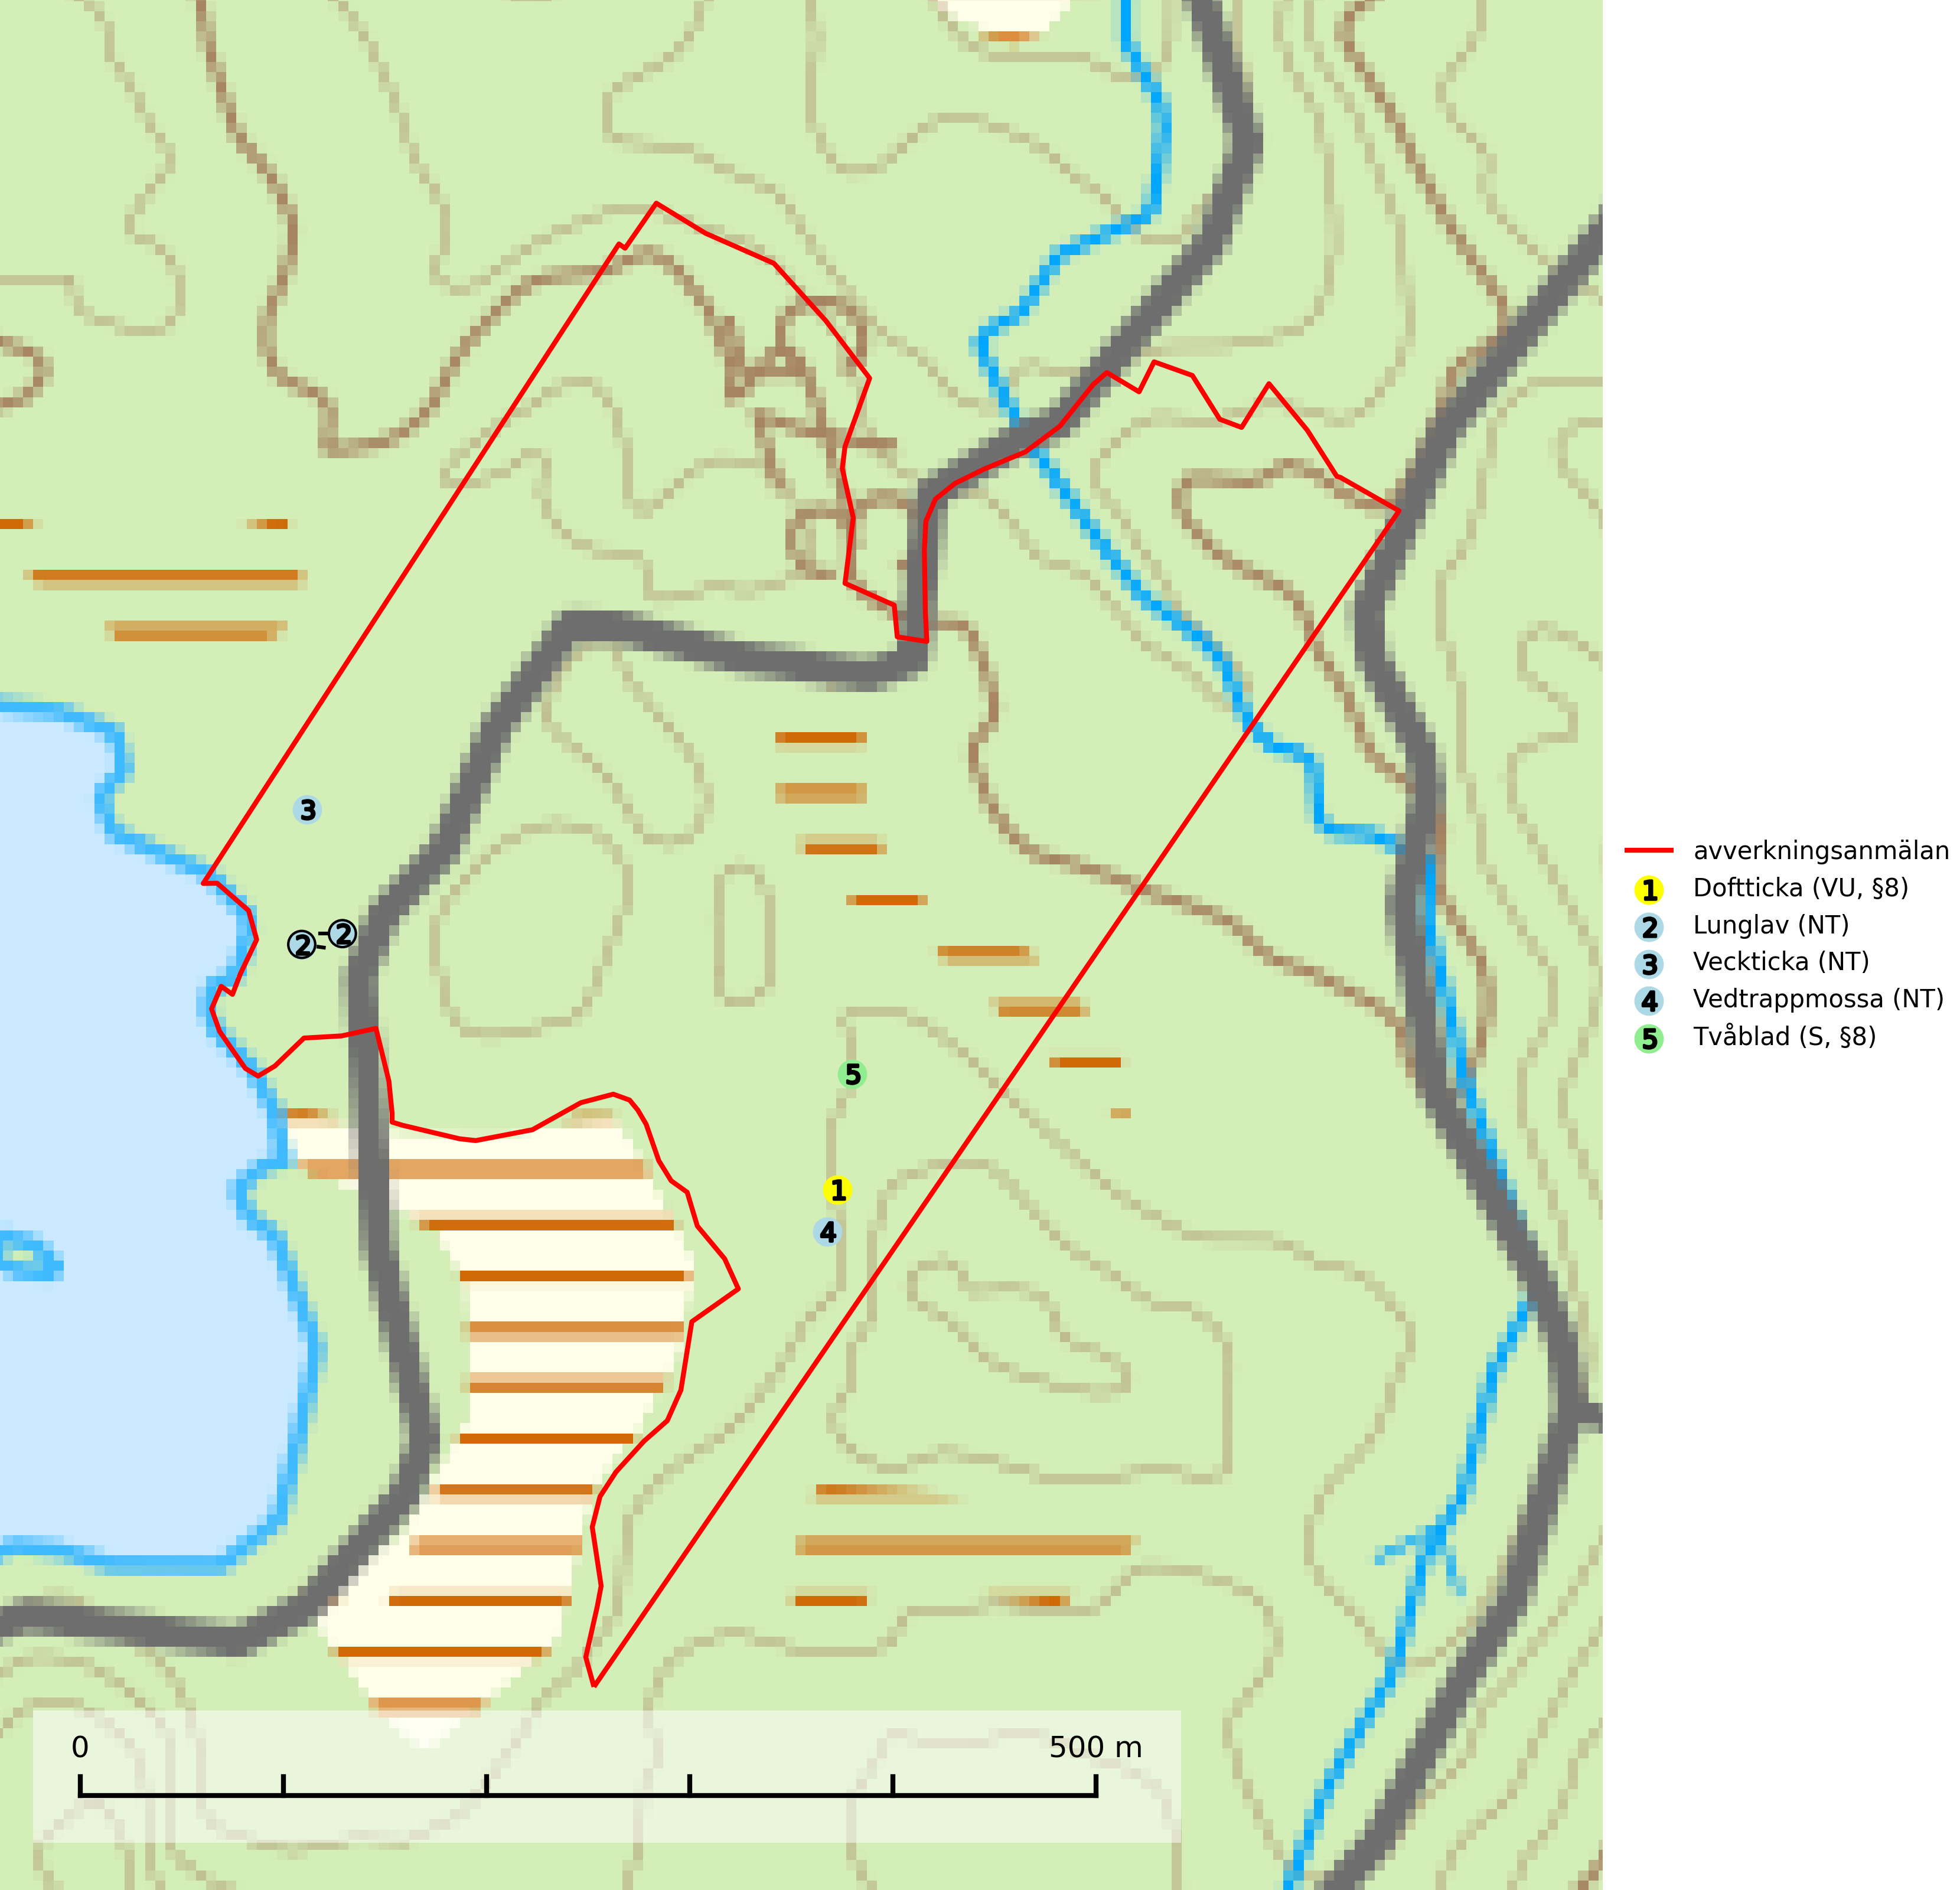 3
2
2
5
1
4
0
500 m
avverkningsanmälan
1 Doftticka (VU, §8)
2 Lunglav (NT)
3 Veckticka (NT)
4 Vedtrappmossa (NT)
5 Tvåblad (S, §8)